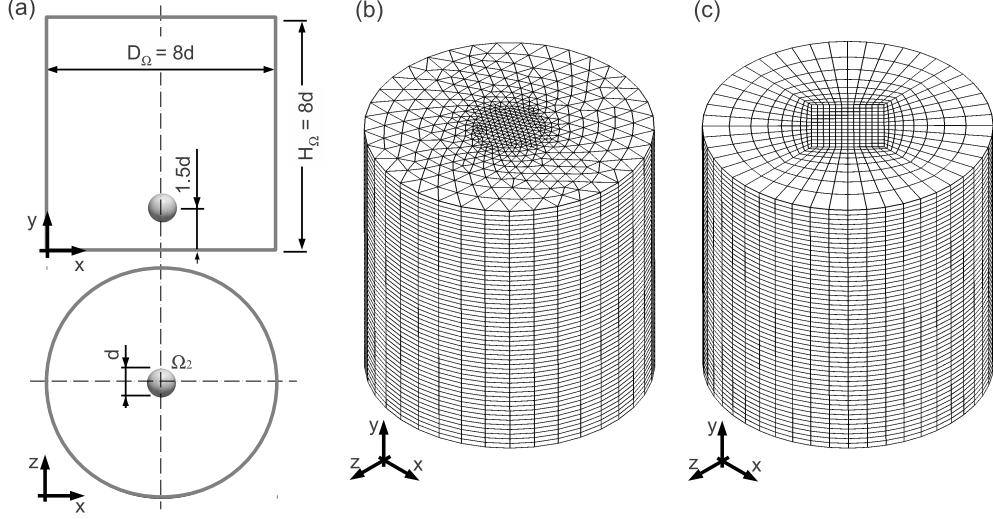 (a)
D_Ω = 8d
H_Ω = 8d
1.5d
y
x
d
Ω₂
z
x
(b)
y
z
x
(c)
y
z
x